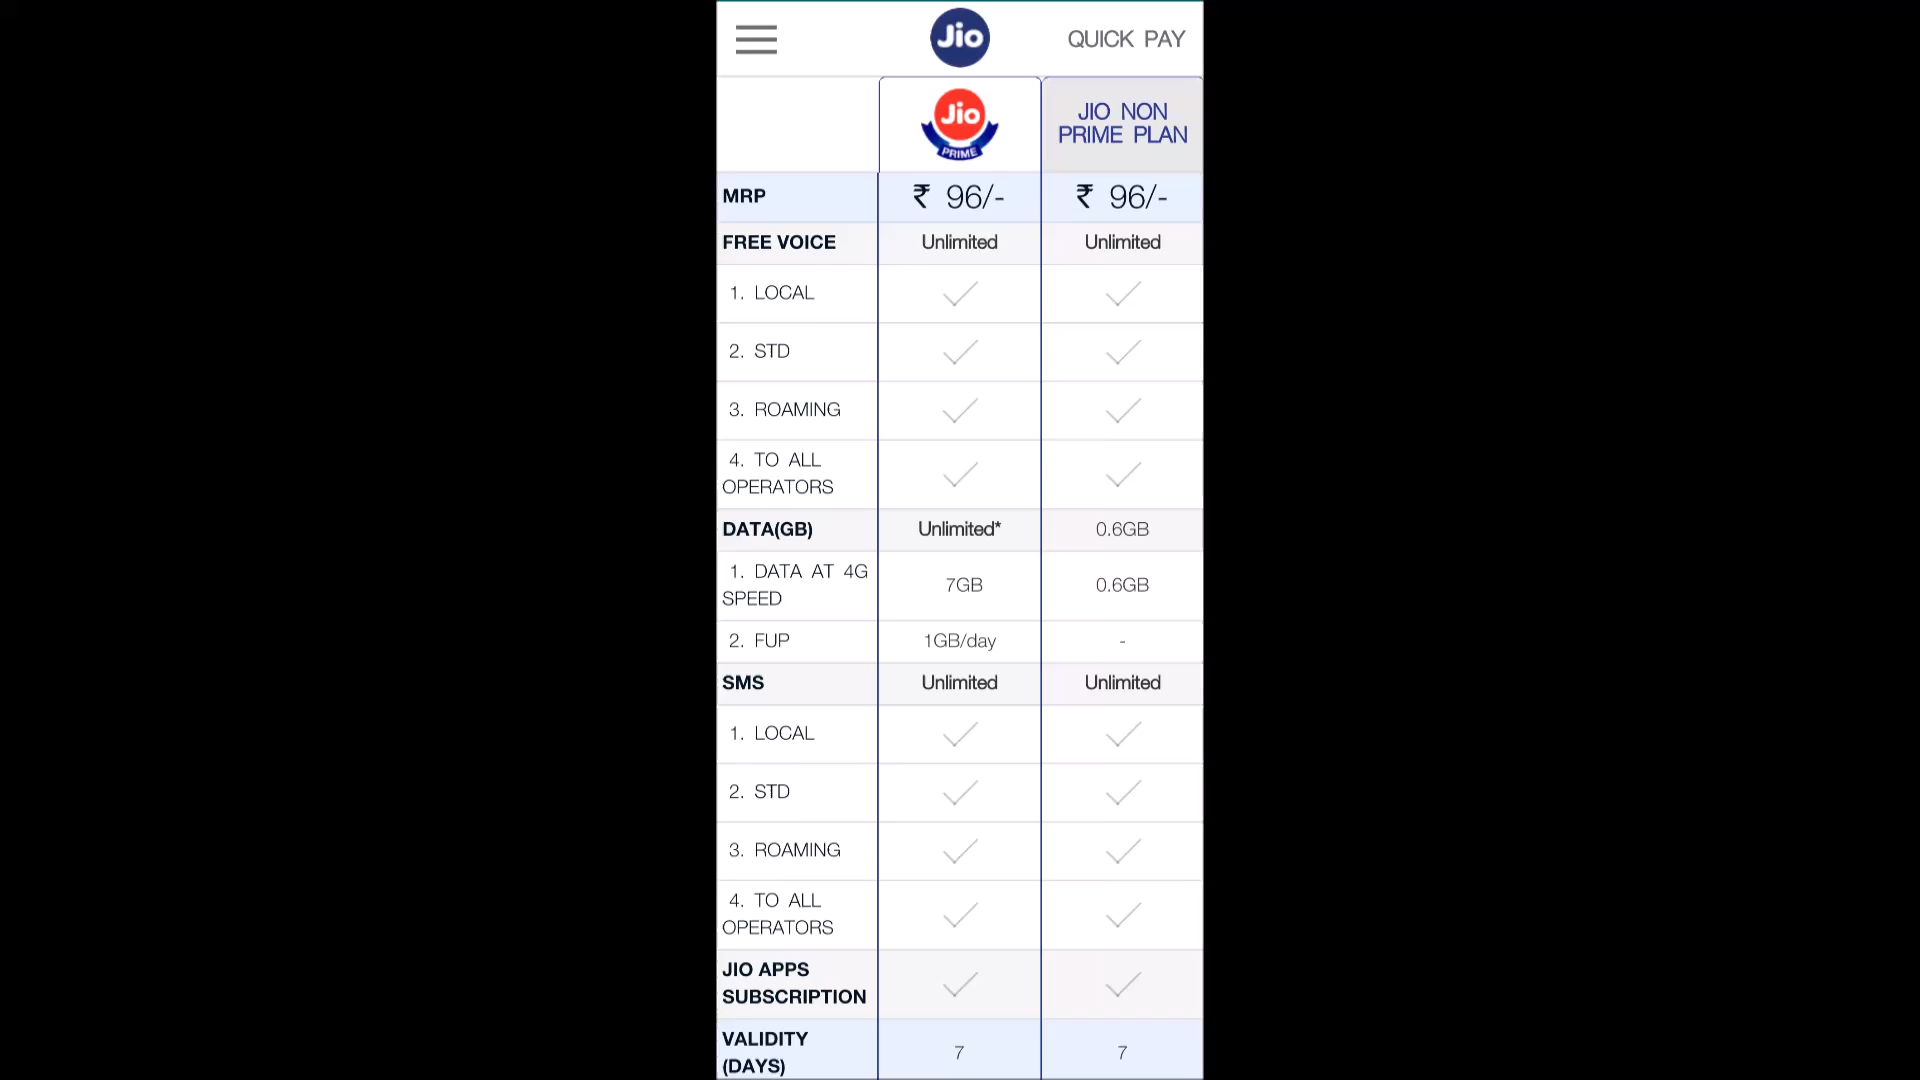 Jio QUICK PAY
Jio PRIME
JIO NON
PRIME PLAN
MRP ₹ 96/- ₹ 96/-
FREE VOICE Unlimited Unlimited
1. LOCAL
2. STD
3. ROAMING
4. TO ALL
OPERATORS
DATA(GB) Unlimited* 0.6GB
1. DATA AT 4G
SPEED 7GB 0.6GB
2. FUP 1GB/day -
SMS Unlimited Unlimited
1. LOCAL
2. STD
3. ROAMING
4. TO ALL
OPERATORS
JIO APPS
SUBSCRIPTION
VALIDITY
(DAYS) 7 7